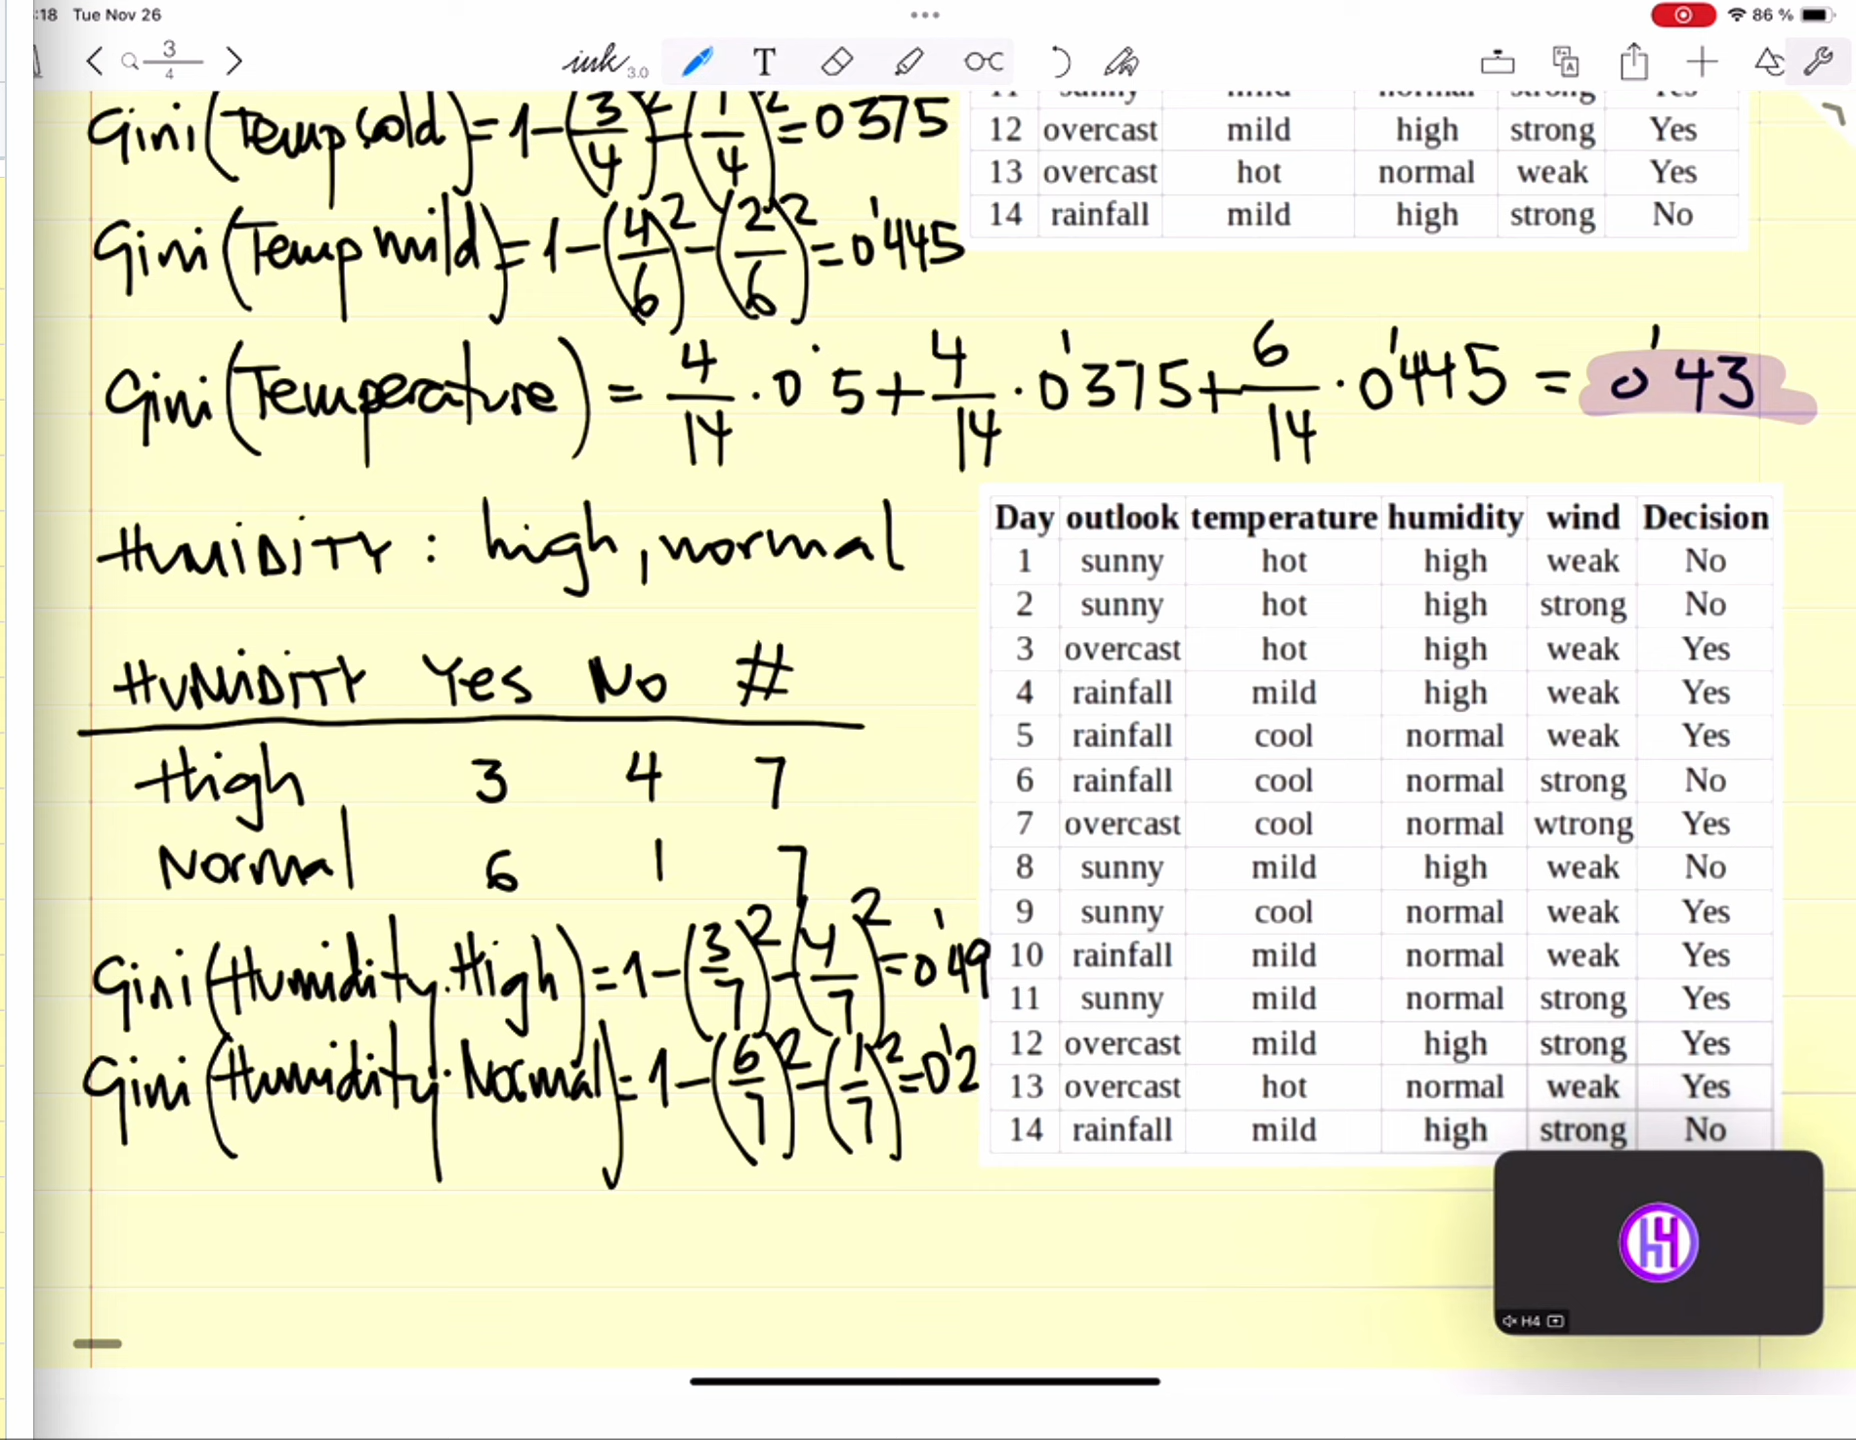 :18 Tue Nov 26
86 %
3
4
ink 3.0
T
A
Gini(Temp.Cold)=1-(3/4)²-(1/4)²=0375
Gini(Temp mild)=1-(4/6)²-(2/6)²=0'445
12 overcast mild high strong Yes
13 overcast hot normal weak Yes
14 rainfall mild high strong No
Gini(Temperature) = 4/14 · 0'5 + 4/14 · 0'375 + 6/14 · 0'445 = 0'43
HUMIDITY : high, normal
HUMIDITY Yes No #
High 3 4 7
Normal 6 1 7
Gini(Humidity.High)=1-(3/7)²-(4/7)²=0'49
Gini(Humidity.Normal)=1-(6/7)²-(1/7)²=0'2
Day outlook temperature humidity wind Decision
1 sunny hot high weak No
2 sunny hot high strong No
3 overcast hot high weak Yes
4 rainfall mild high weak Yes
5 rainfall cool normal weak Yes
6 rainfall cool normal strong No
7 overcast cool normal wtrong Yes
8 sunny mild high weak No
9 sunny cool normal weak Yes
10 rainfall mild normal weak Yes
11 sunny mild normal strong Yes
12 overcast mild high strong Yes
13 overcast hot normal weak Yes
14 rainfall mild high strong No
H4